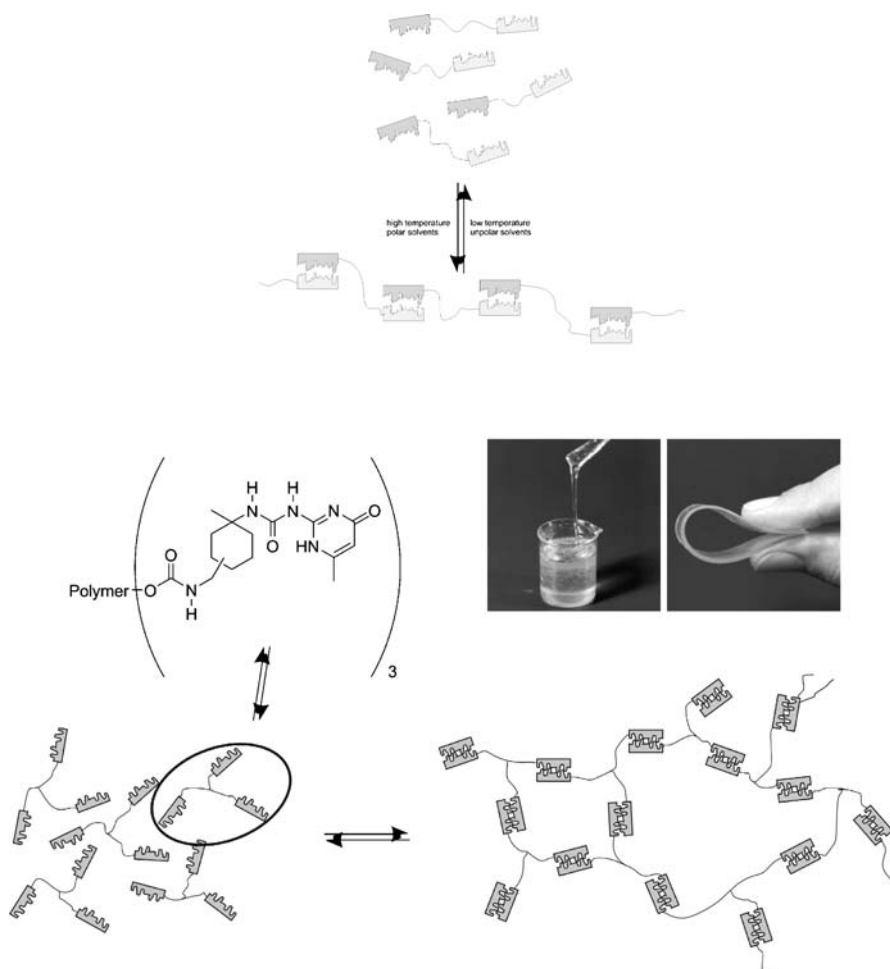 high temperature
polar solvents
low temperature
unpolar solvents
H H
N N N O
O HN
O
Polymer O N
H
3